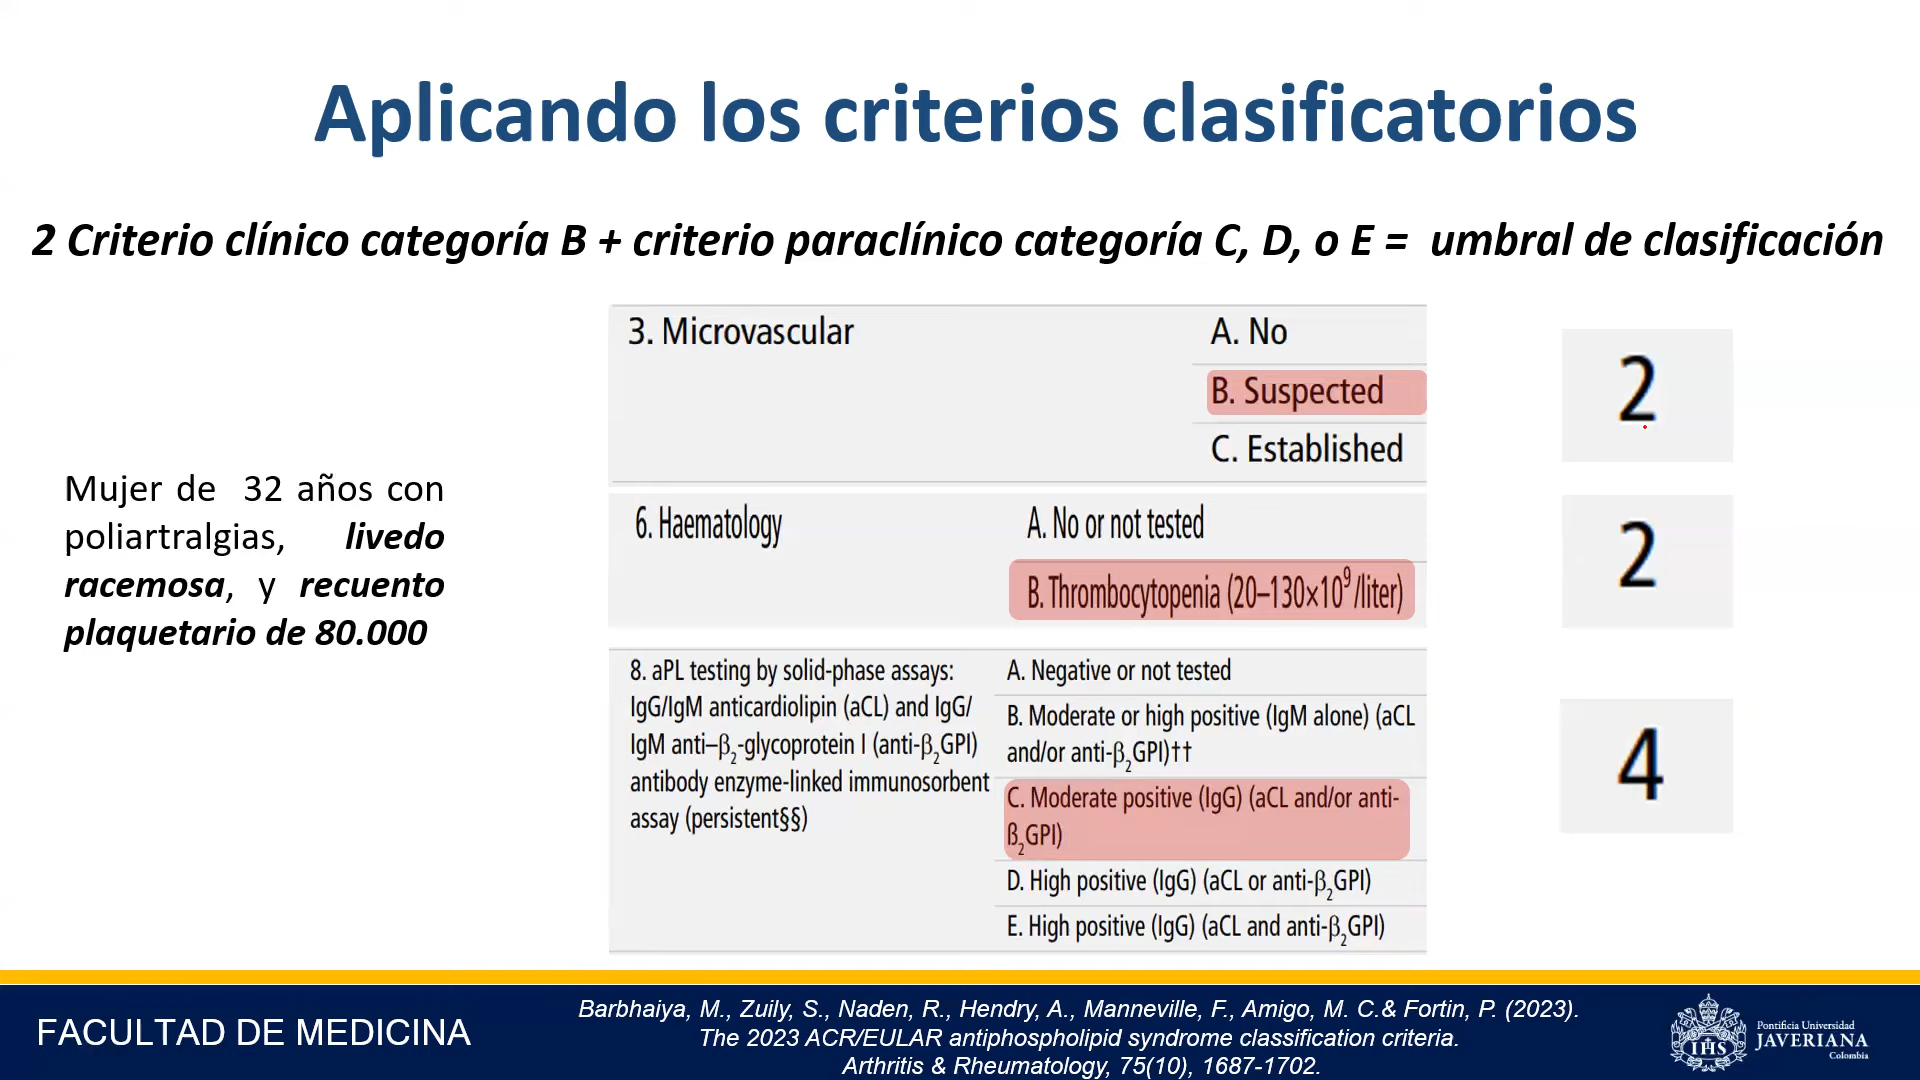 Aplicando los criterios clasificatorios
2 Criterio clínico categoría B + criterio paraclínico categoría C, D, o E = umbral de clasificación
Mujer de 32 años con
poliartralgias, livedo
racemosa, y recuento
plaquetario de 80.000
3. Microvascular
A. No
B. Suspected
C. Established
2
6. Haematology
A. No or not tested
B. Thrombocytopenia (20–130×10⁹/liter)
2
8. aPL testing by solid-phase assays:
IgG/IgM anticardiolipin (aCL) and IgG/
IgM anti–β₂-glycoprotein I (anti-β₂GPI)
antibody enzyme-linked immunosorbent
assay (persistent§§)
A. Negative or not tested
B. Moderate or high positive (IgM alone) (aCL
and/or anti-β₂GPI)††
C. Moderate positive (IgG) (aCL and/or anti-
ß₂GPI)
D. High positive (IgG) (aCL or anti-β₂GPI)
E. High positive (IgG) (aCL and anti-β₂GPI)
4
FACULTAD DE MEDICINA
Barbhaiya, M., Zuily, S., Naden, R., Hendry, A., Manneville, F., Amigo, M. C.& Fortin, P. (2023).
The 2023 ACR/EULAR antiphospholipid syndrome classification criteria.
Arthritis & Rheumatology, 75(10), 1687-1702.
IHS
Pontificia Universidad
JAVERIANA
Colombia